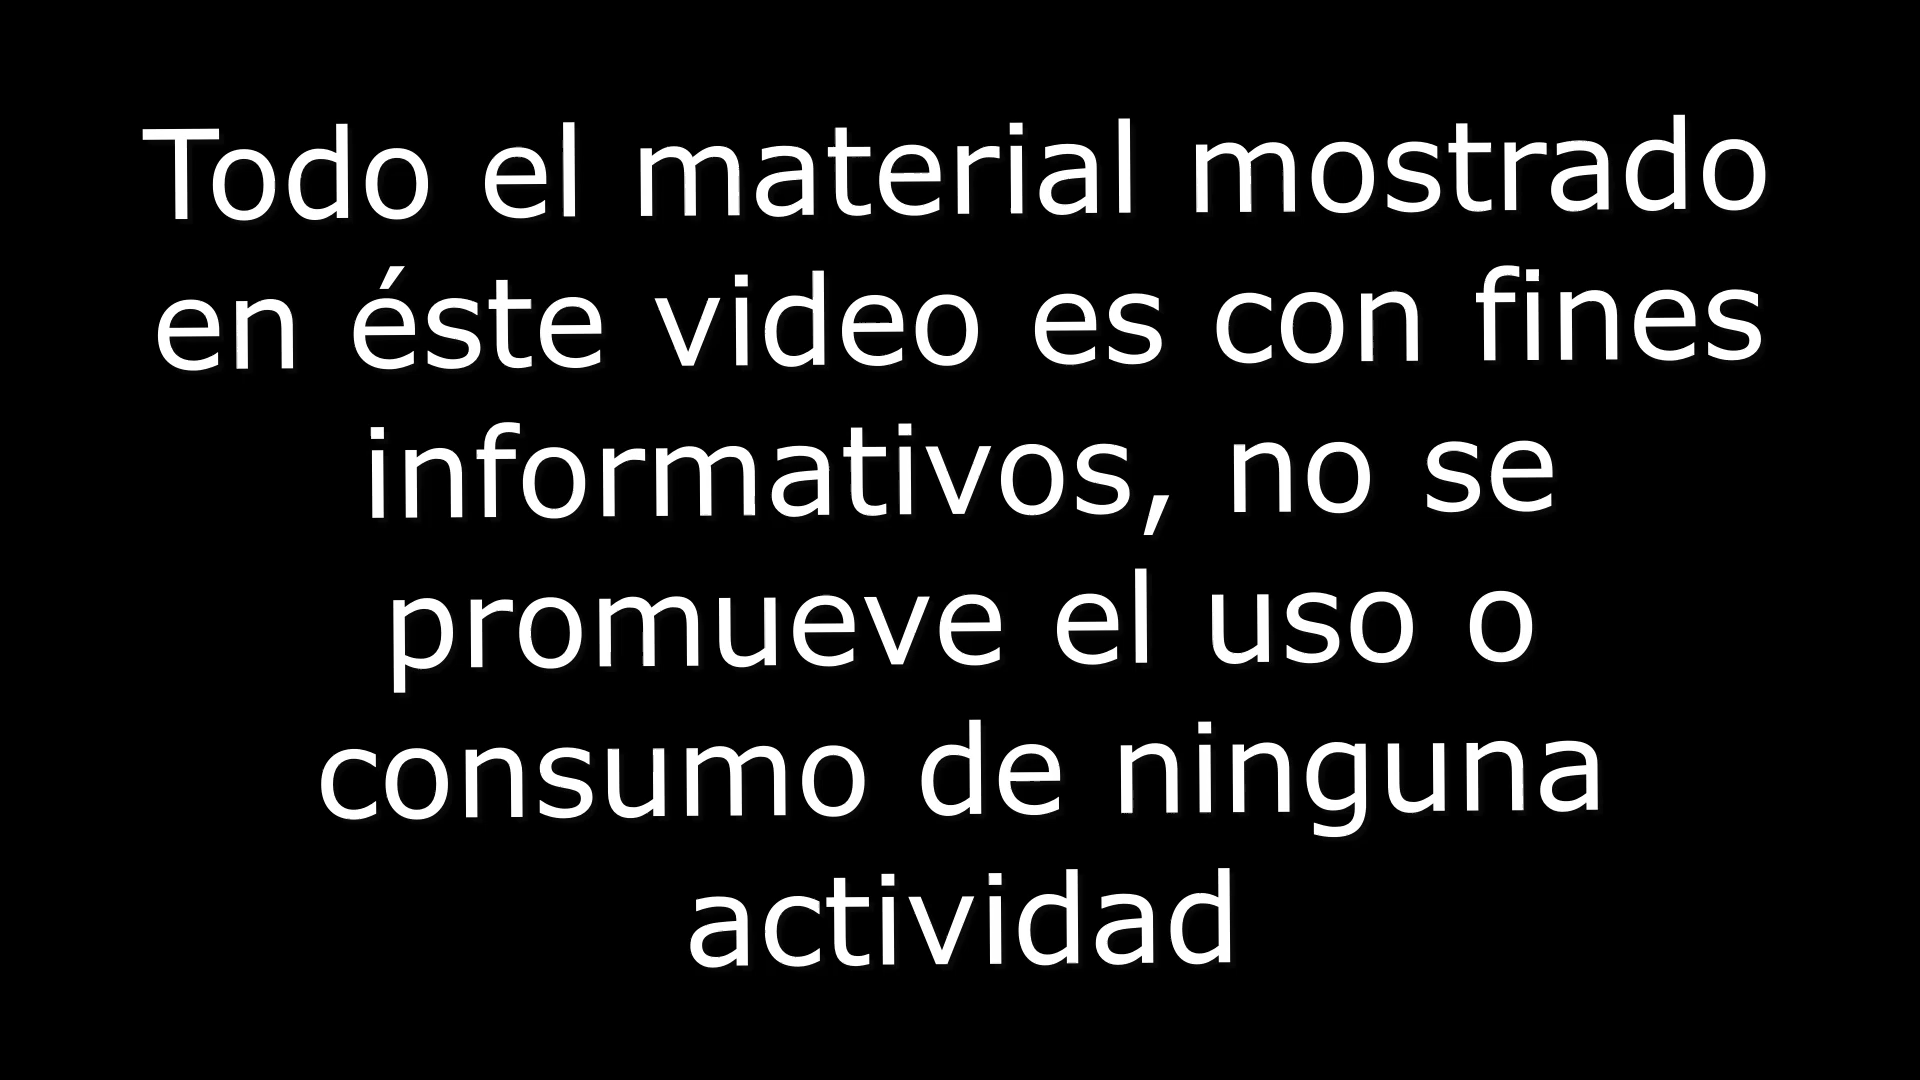 Todo el material mostrado
en éste video es con fines
informativos, no se
promueve el uso o
consumo de ninguna
actividad